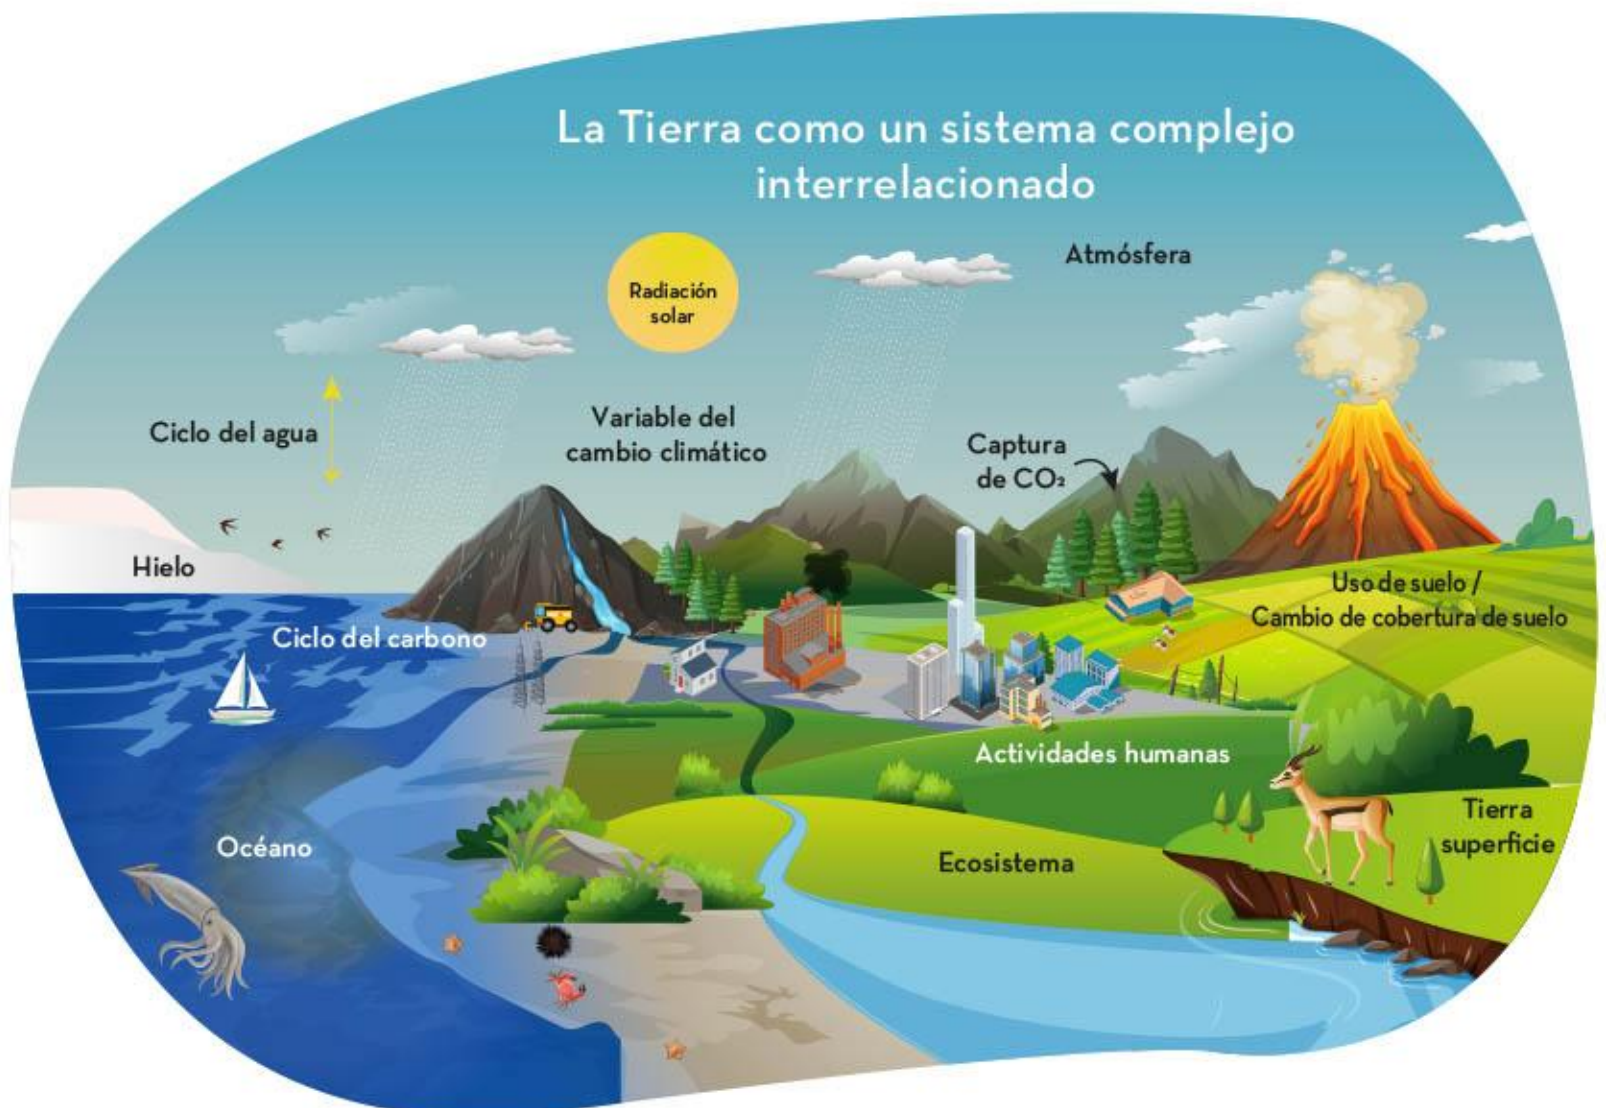 La Tierra como un sistema complejo
interrelacionado
Atmósfera
Radiación
solar
Ciclo del agua
Variable del
cambio climático
Captura
de CO₂
Hielo
Uso de suelo /
Cambio de cobertura de suelo
Ciclo del carbono
Actividades humanas
Tierra
superficie
Océano
Ecosistema